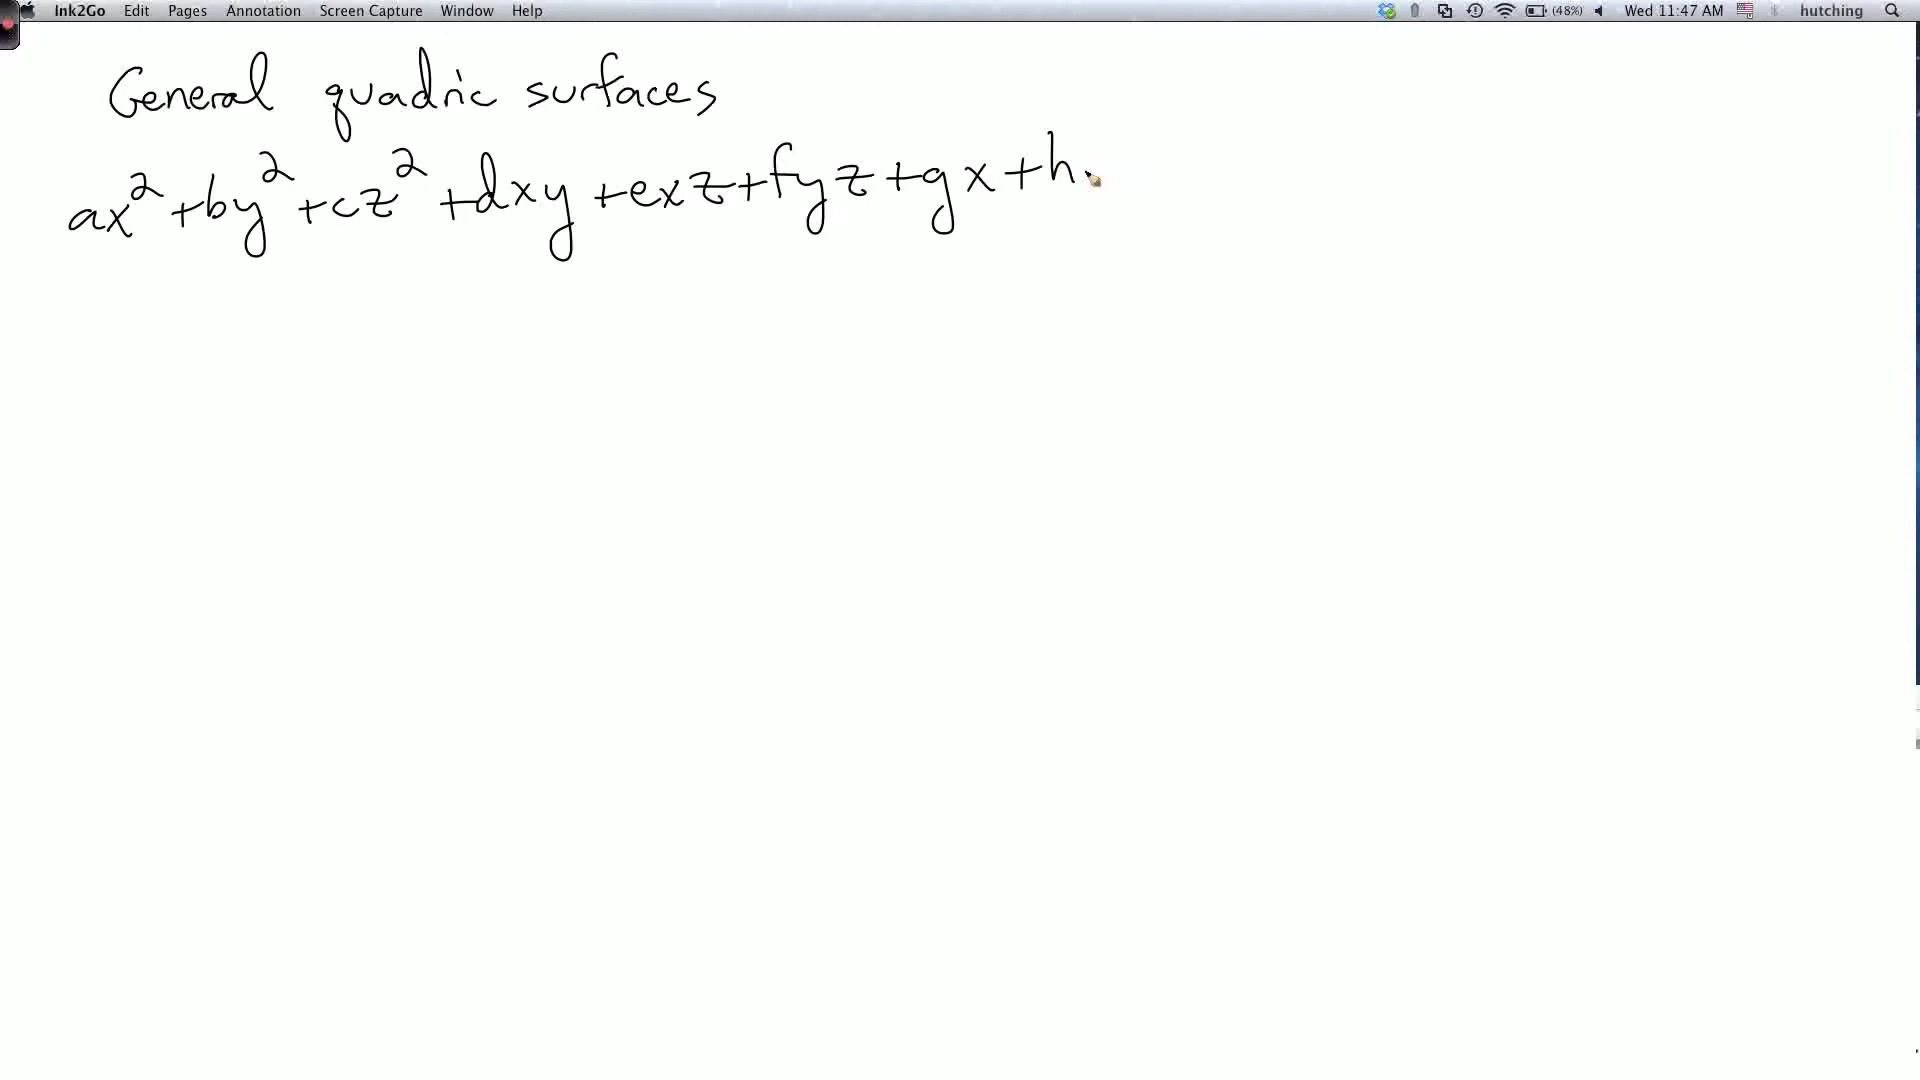 Ink2Go Edit Pages Annotation Screen Capture Window Help (48%) Wed 11:47 AM hutching
General quadric surfaces
ax² +by² +cz² +dxy +exz+fyz+gx+h